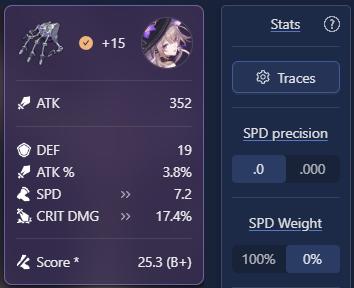 +15
ATK 352
DEF 19
ATK % 3.8%
SPD >> 7.2
CRIT DMG >> 17.4%
Score * 25.3 (B+)
Stats ?
Traces
SPD precision
.0 .000
SPD Weight
100% 0%